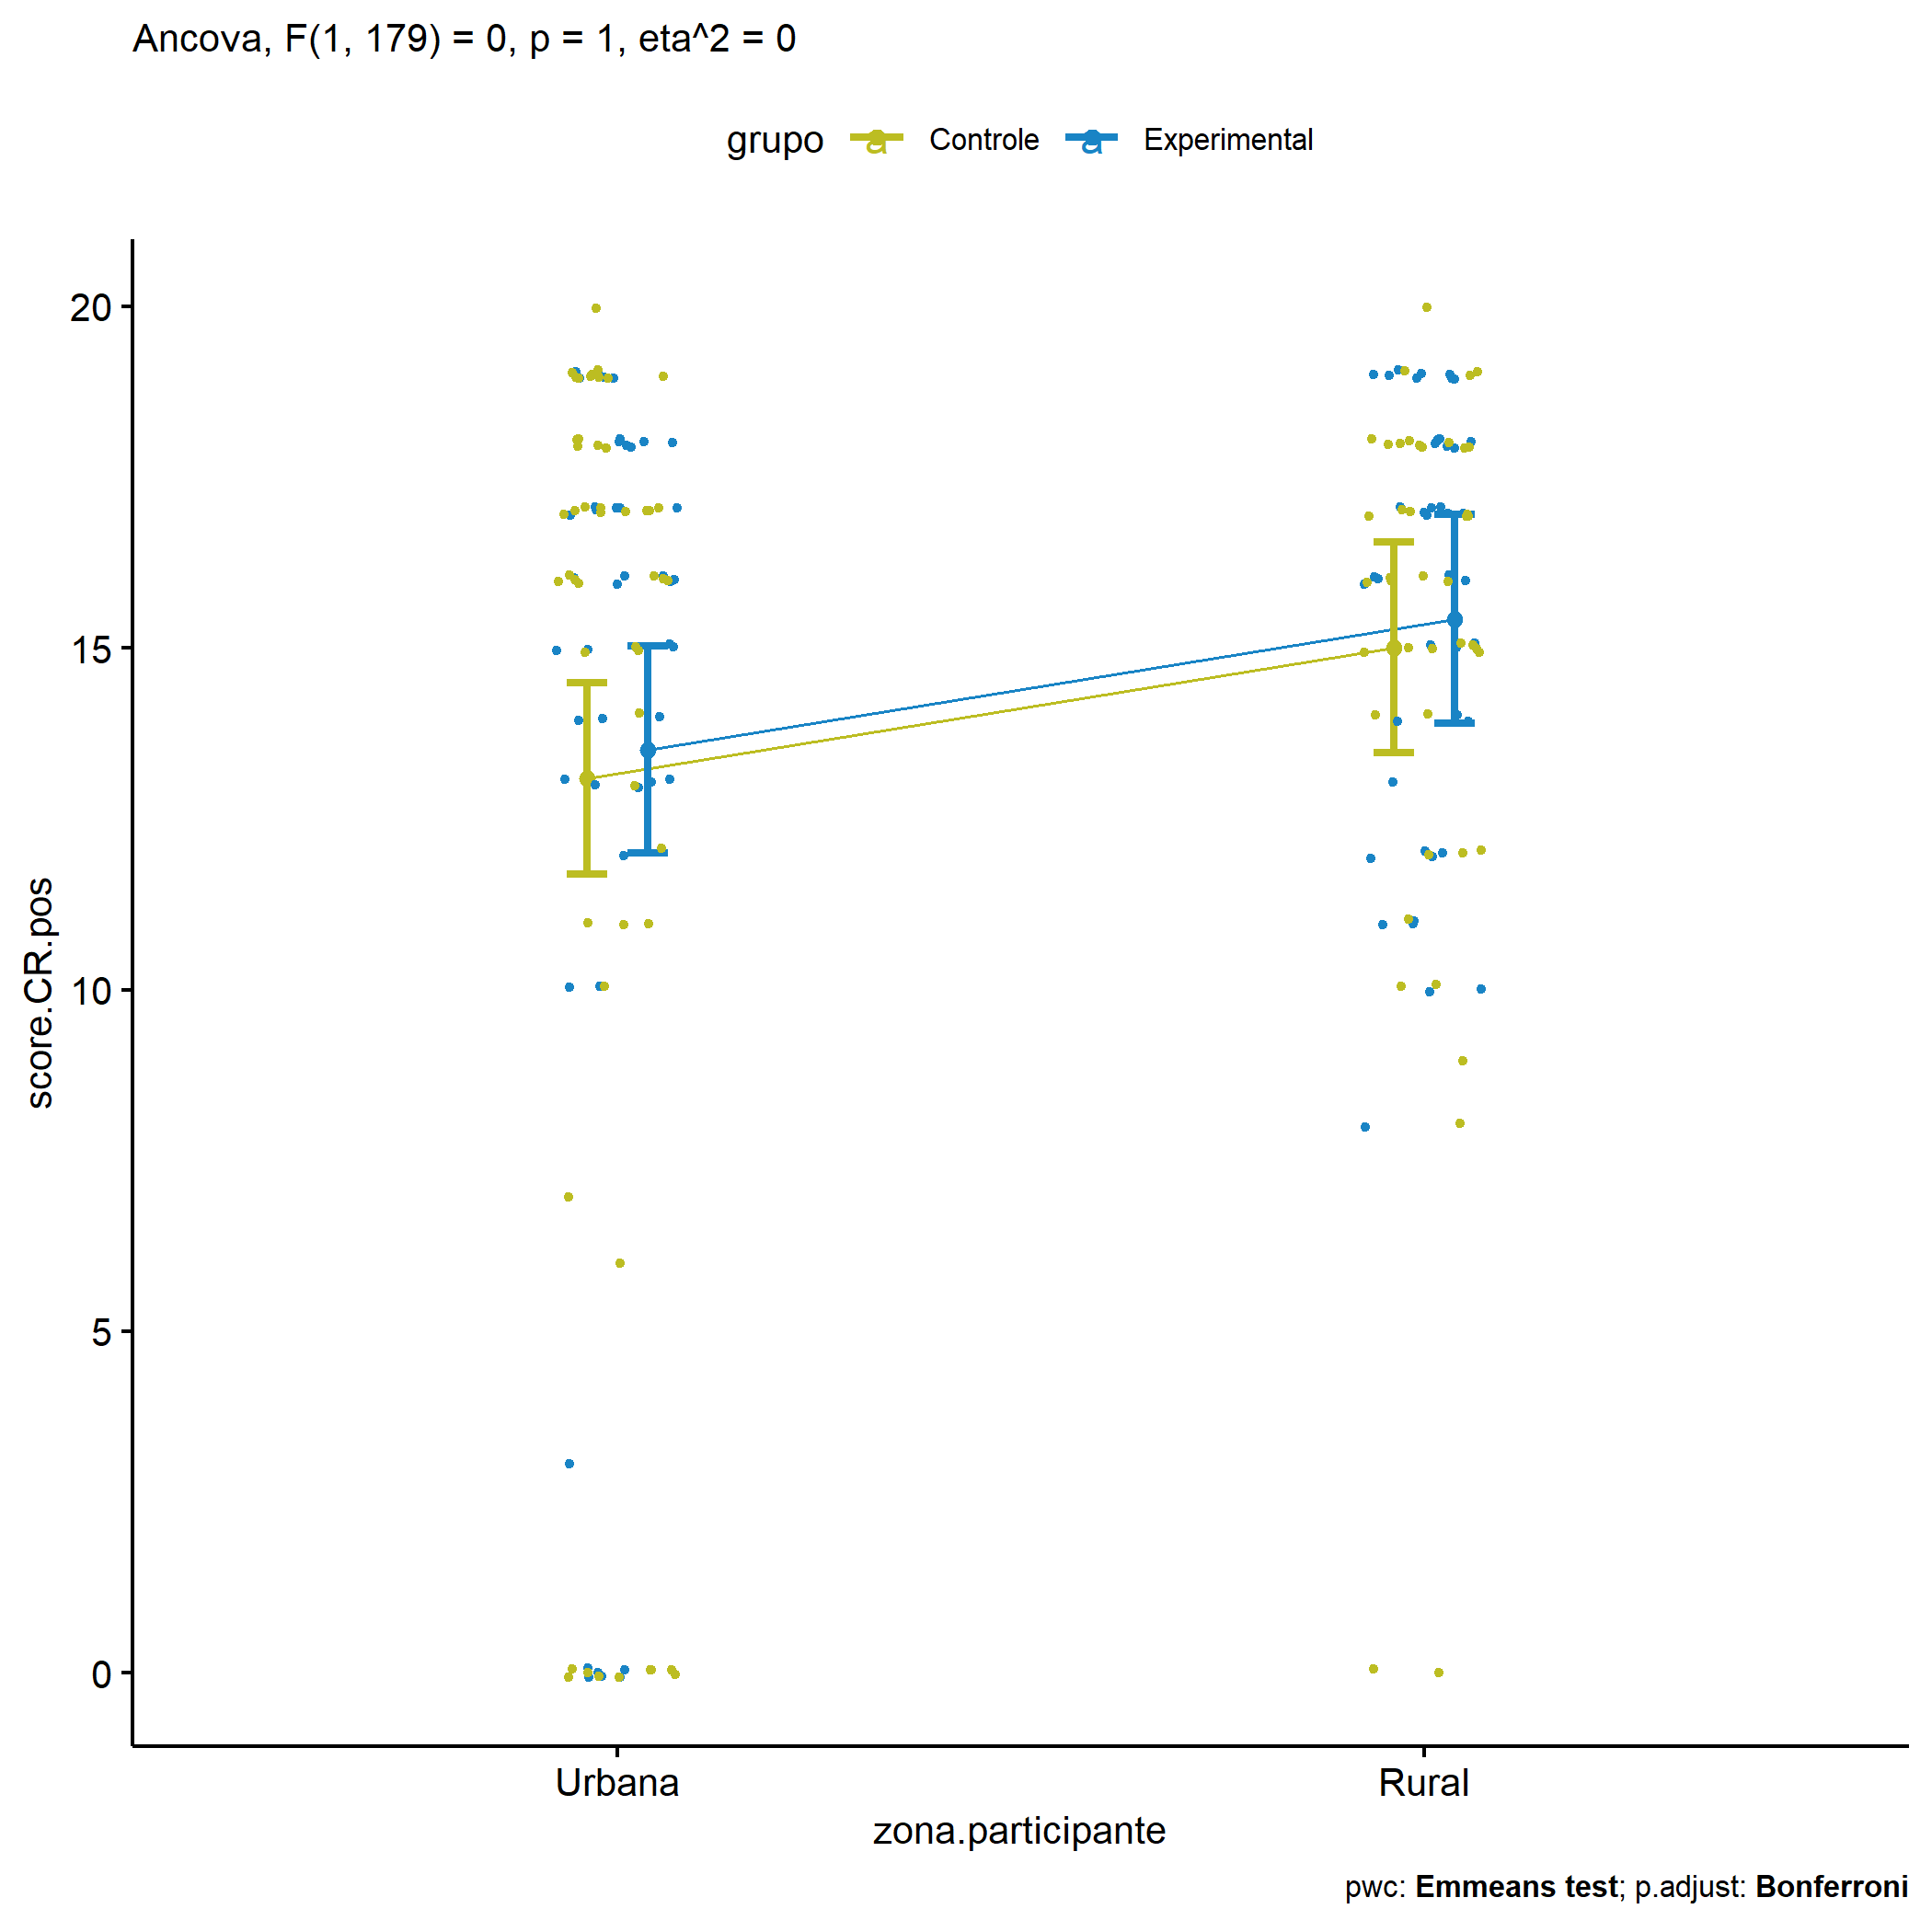 Ancova, F(1, 179) = 0, p = 1, eta^2 = 0
grupo a Controle a Experimental
20
15
10
5
0
score.CR.pos
Urbana Rural
zona.participante
pwc: Emmeans test; p.adjust: Bonferroni